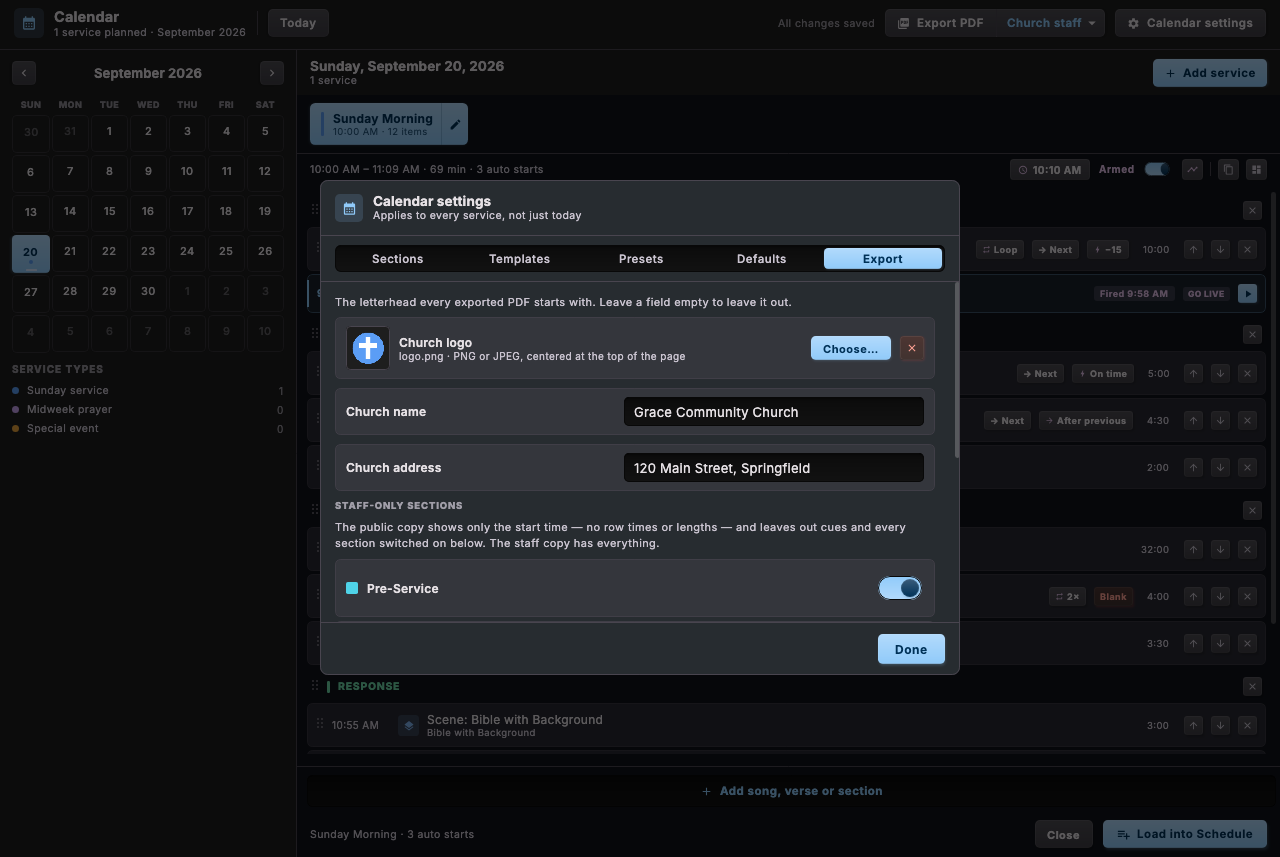 Calendar
1 service planned · September 2026
Today
All changes saved
Export PDF
Church staff
Calendar settings
September 2026
SUN MON TUE WED THU FRI SAT
30 31 1 2 3 4 5
6 7 8 9 10 11 12
13 14 15 16 17 18 19
20 21 22 23 24 25 26
27 28 29 30 1 2 3
4 5 6 7 8 9 10
SERVICE TYPES
Sunday service 1
Midweek prayer 0
Special event 0
Sunday, September 20, 2026
1 service
+ Add service
Sunday Morning
10:00 AM · 12 items
10:00 AM – 11:09 AM · 69 min · 3 auto starts
10:10 AM
Armed
Calendar settings
Applies to every service, not just today
Sections Templates Presets Defaults Export
The letterhead every exported PDF starts with. Leave a field empty to leave it out.
Church logo
logo.png · PNG or JPEG, centered at the top of the page
Choose...
Church name
Grace Community Church
Church address
120 Main Street, Springfield
STAFF-ONLY SECTIONS
The public copy shows only the start time — no row times or lengths — and leaves out cues and every
section switched on below. The staff copy has everything.
Pre-Service
Done
Loop → Next −15 10:00
Fired 9:58 AM GO LIVE
→ Next On time 5:00
→ Next → After previous 4:30
2:00
32:00
2× Blank 4:00
3:30
RESPONSE
10:55 AM
Scene: Bible with Background
Bible with Background
3:00
+ Add song, verse or section
Sunday Morning · 3 auto starts
Close
Load into Schedule